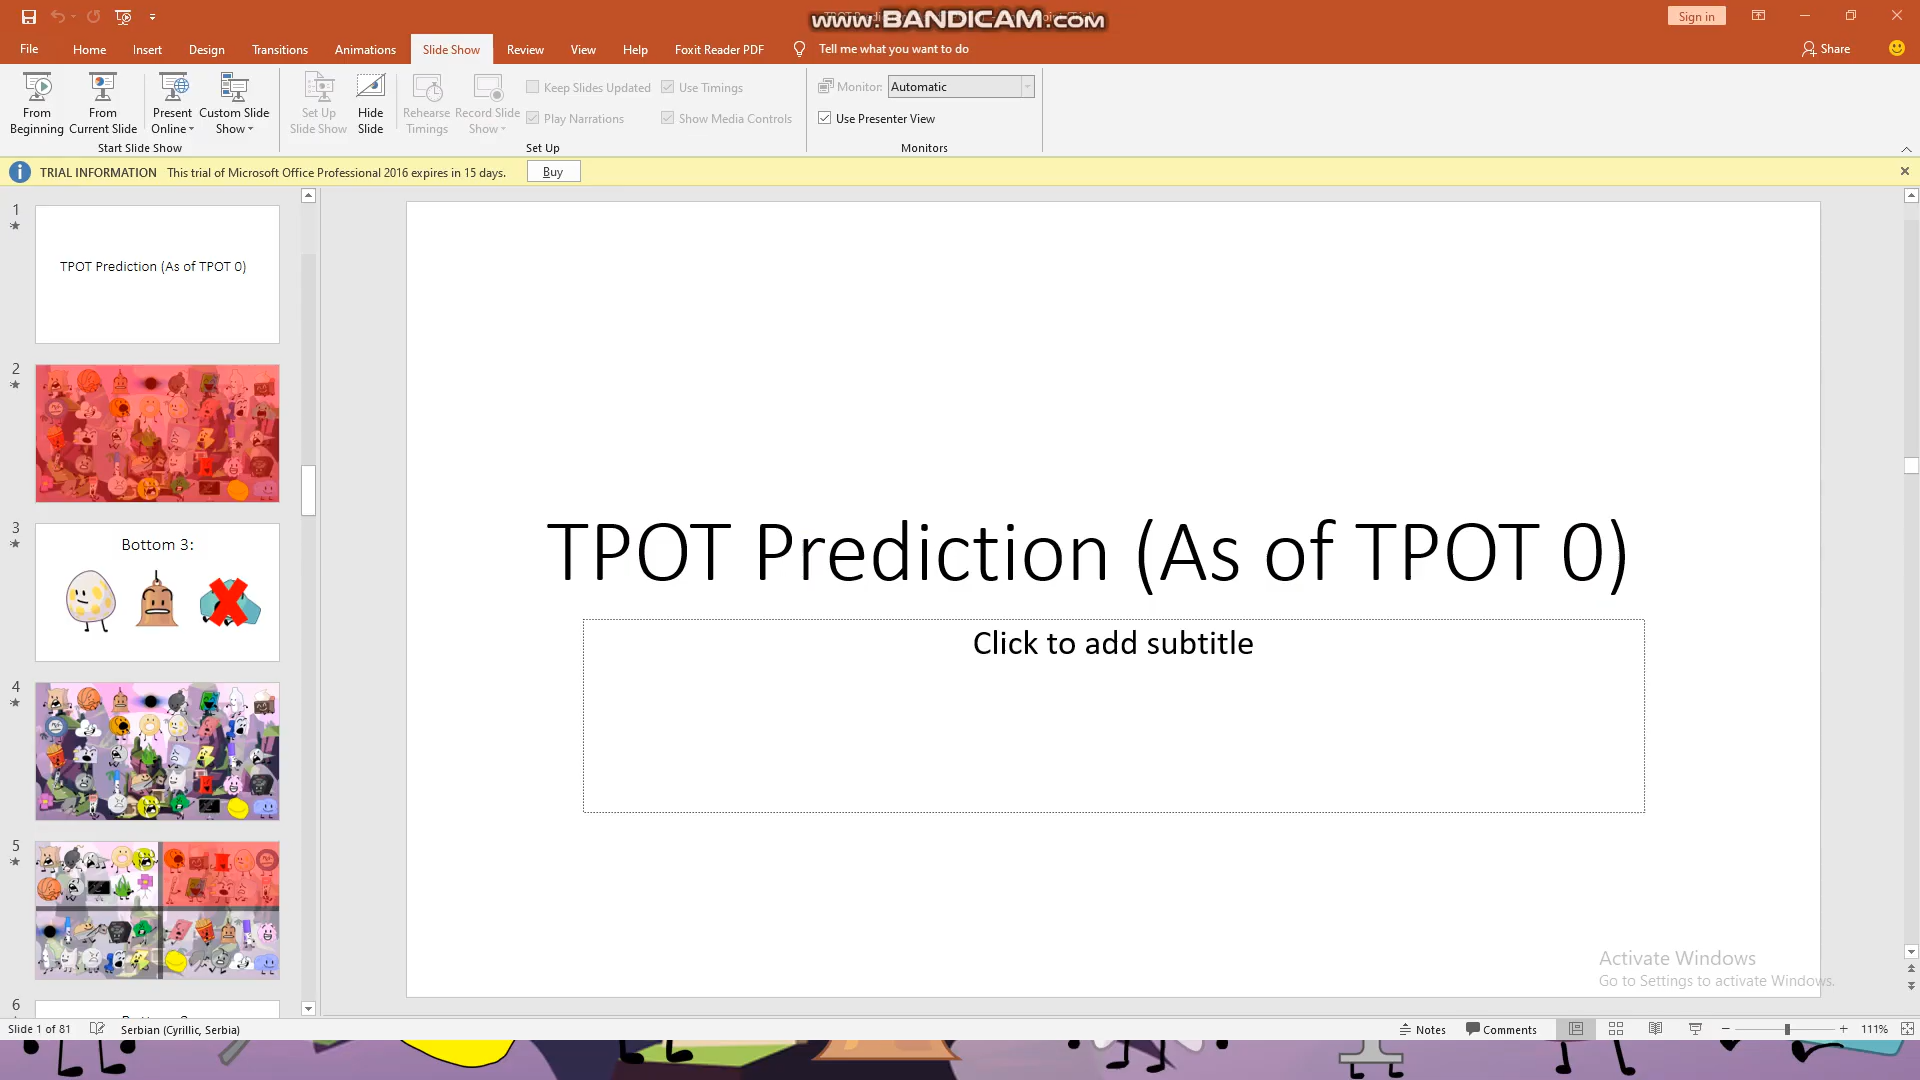 www.BANDICAM.com
Sign in
File Home Insert Design Transitions Animations Slide Show Review View Help Foxit Reader PDF Tell me what you want to do Share
From Beginning
From Current Slide
Present Online
Custom Slide Show
Set Up Slide Show
Hide Slide
Rehearse Timings
Record Slide Show
Keep Slides Updated
Play Narrations
Use Timings
Show Media Controls
Monitor: Automatic
Use Presenter View
Start Slide Show
Set Up
Monitors
TRIAL INFORMATION This trial of Microsoft Office Professional 2016 expires in 15 days. Buy
1
TPOT Prediction (As of TPOT 0)
2
3
Bottom 3:
4
5
6
TPOT Prediction (As of TPOT 0)
Click to add subtitle
Activate Windows
Go to Settings to activate Windows.
Slide 1 of 81 Serbian (Cyrillic, Serbia) Notes Comments 111%